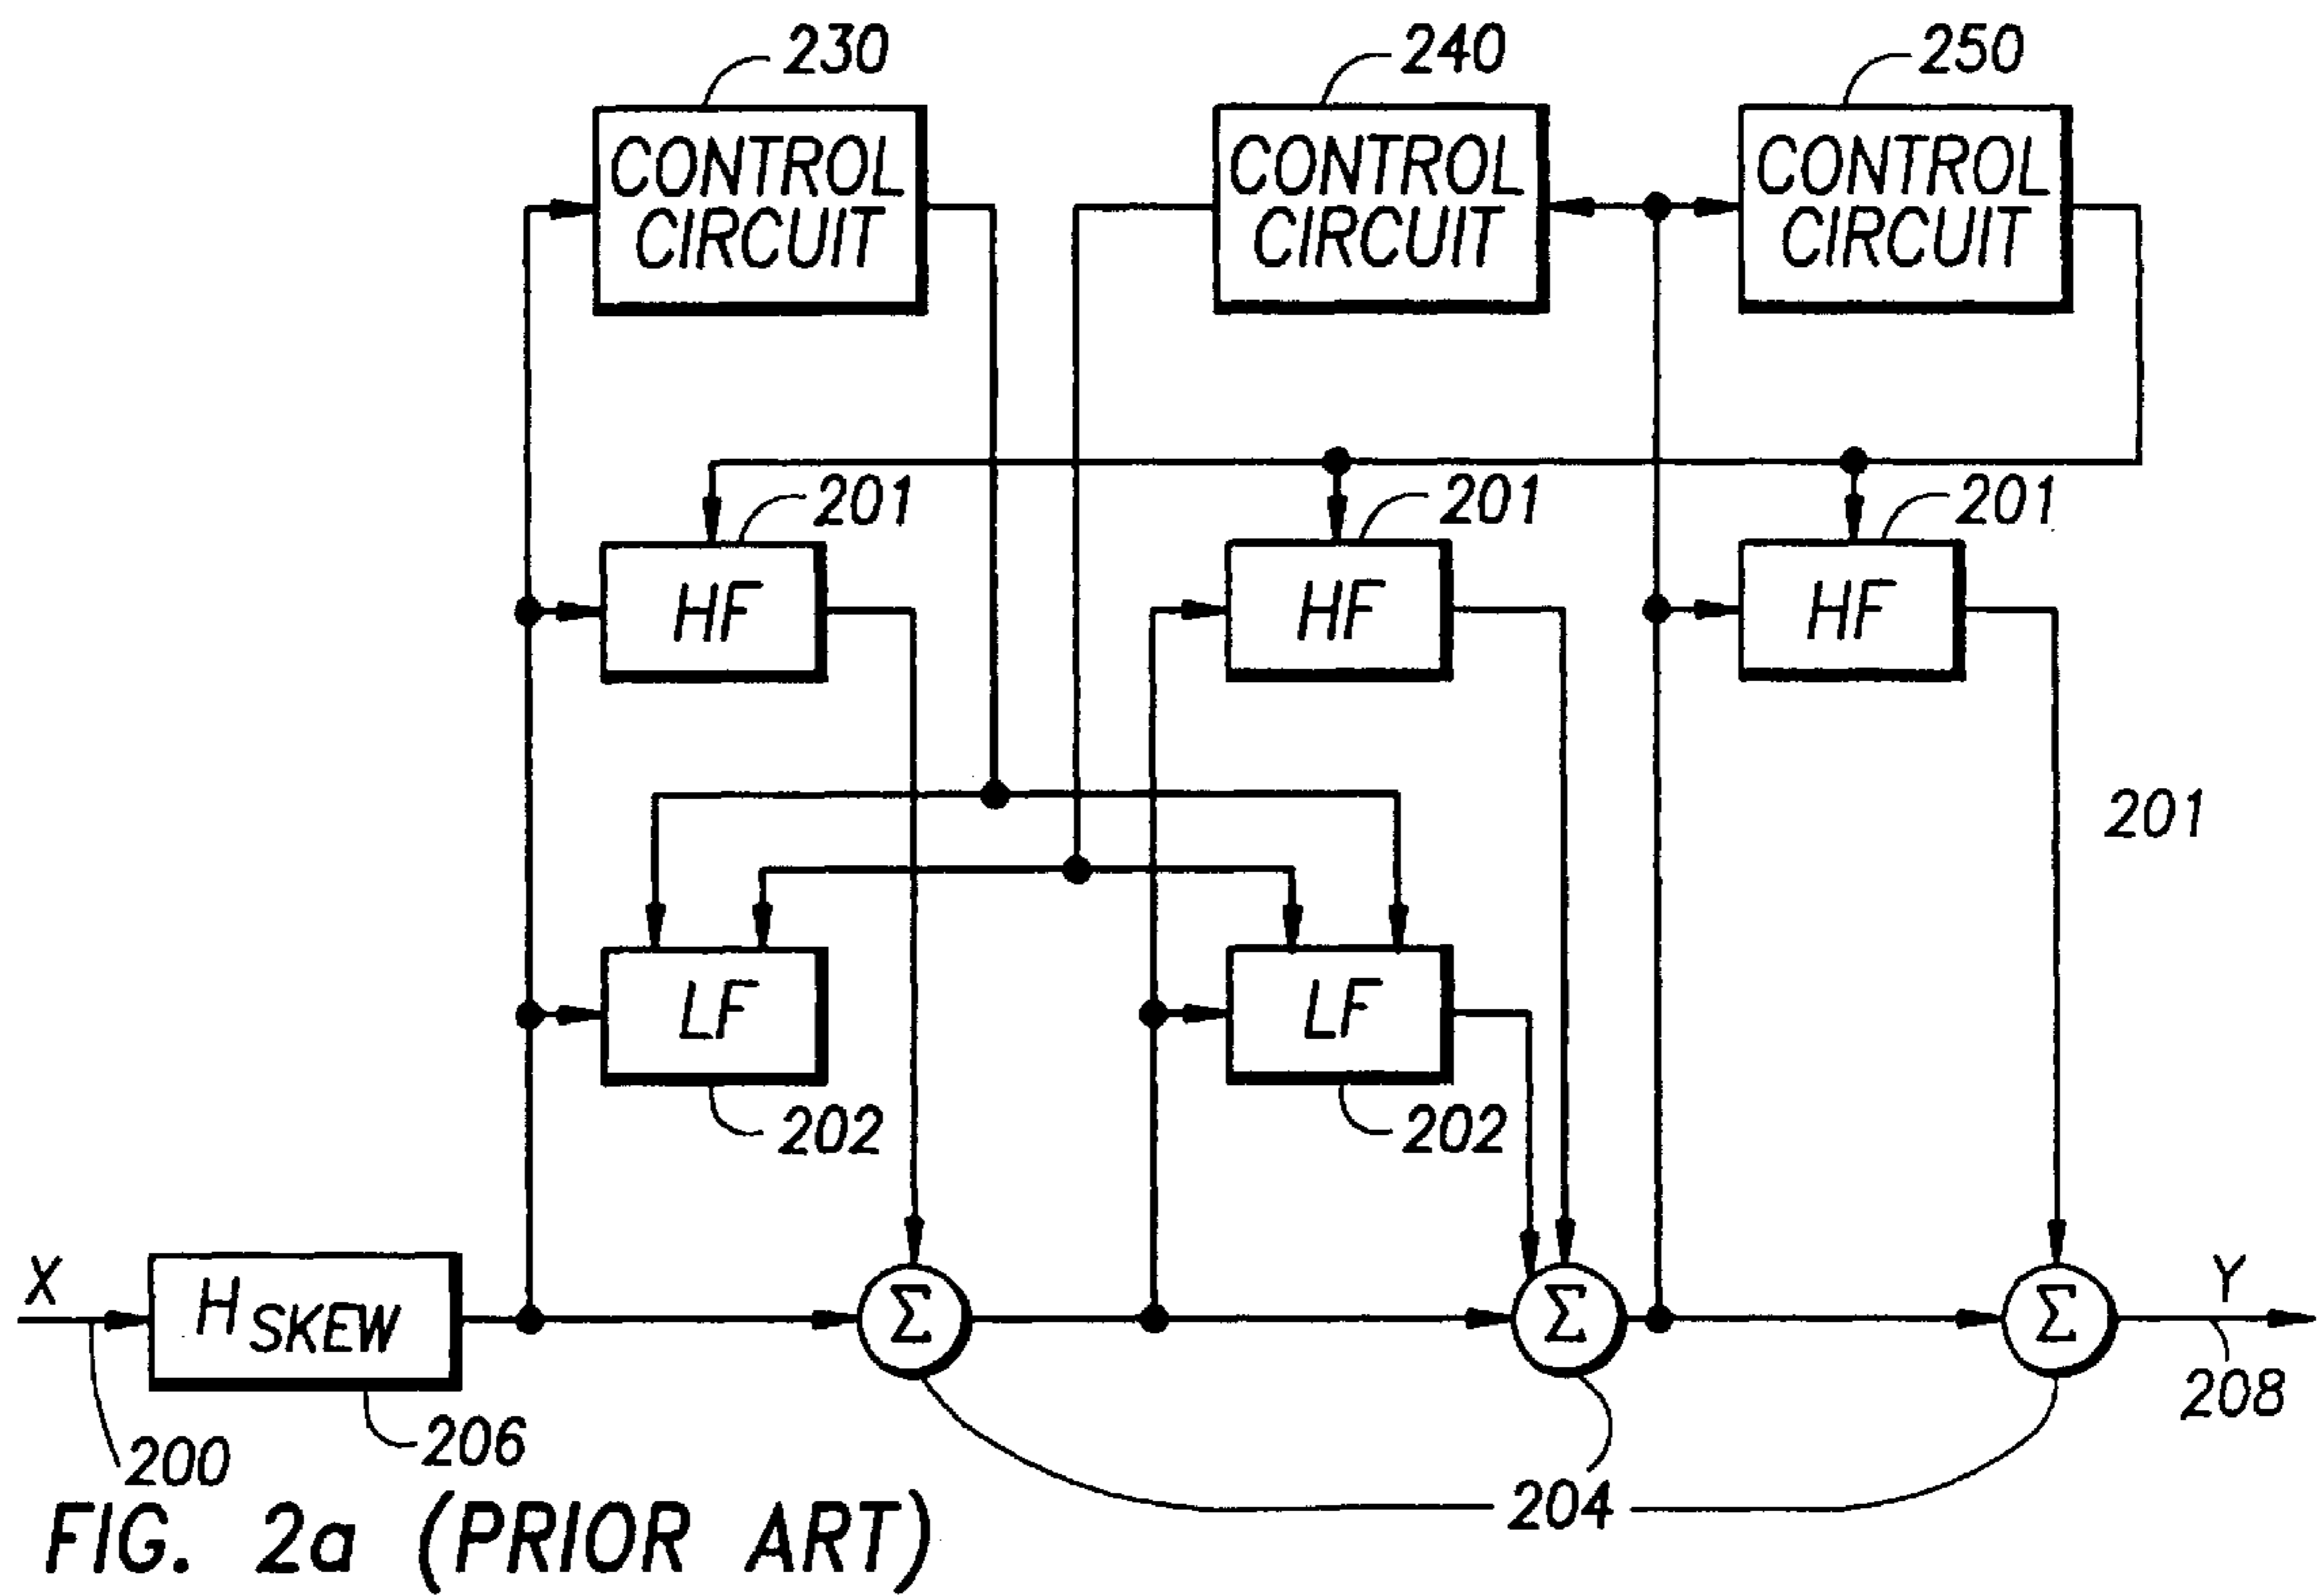 230
240
250
CONTROL
CIRCUIT
CONTROL
CIRCUIT
CONTROL
CIRCUIT
201
201
201
HF
HF
HF
201
LF
LF
202
202
X
H SKEW
Σ
Σ
Σ
Y
200
206
208
204
FIG. 2a (PRIOR ART)